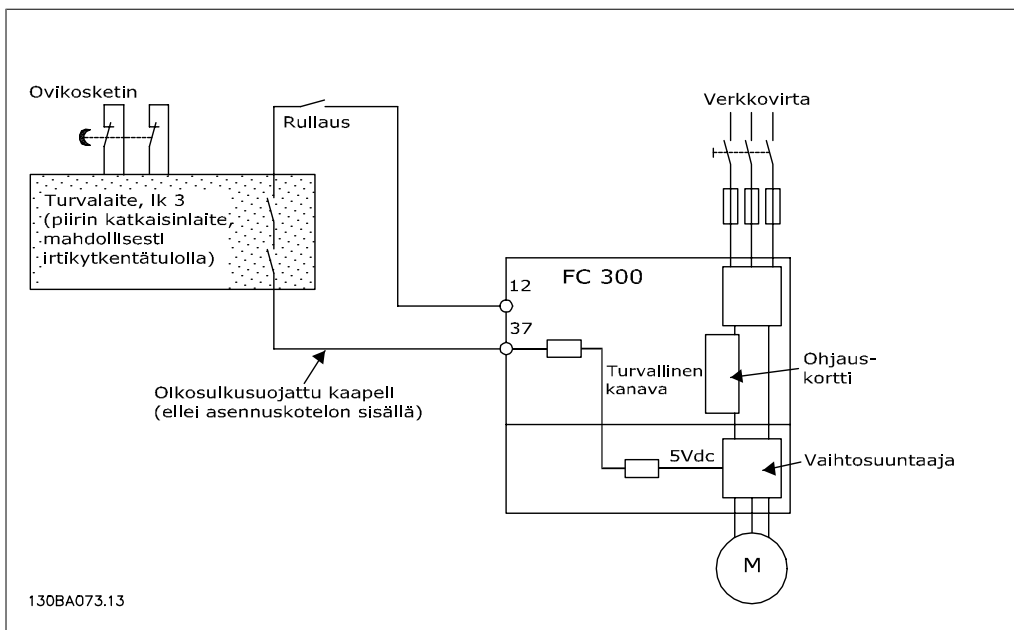 Ovikosketin
Rullaus
Verkkovirta
Turvalaite, lk 3
(piirin katkaisinlaite,
mahdollisesti
irtikytkentätulolla)
12
FC 300
37
Turvallinen
kanava
Ohjaus-
kortti
Oikosulkusuojattu kaapeli
(ellei asennuskotelon sisällä)
5Vdc
Vaihtosuuntaaja
M
130BA073.13